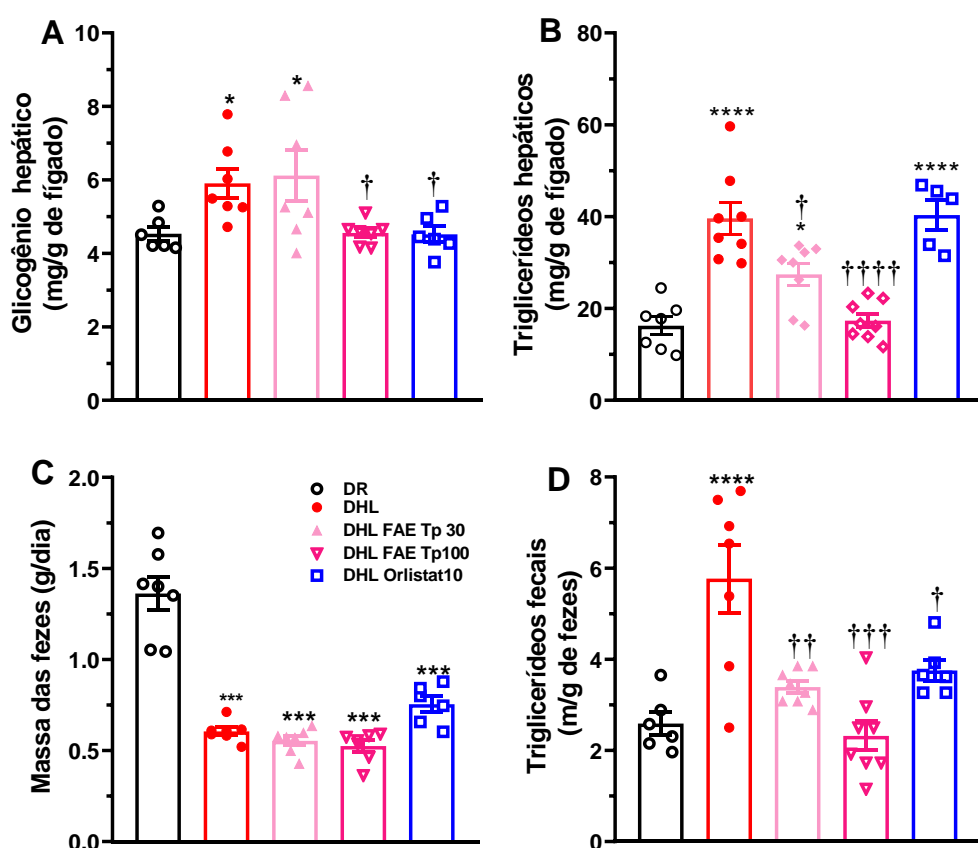 A
Glicogênio hepático
(mg/g de fígado)
10
8
6
4
2
0
*
*
†
†
B
Triglicerídeos hepáticos
(mg/g de fígado)
80
60
40
20
0
****
†
*
††††
****
C
Massa das fezes (g/dia)
2.0
1.5
1.0
0.5
0.0
DR
DHL
DHL FAE Tp 30
DHL FAE Tp100
DHL Orlistat10
***
***
***
***
D
Triglicerídeos fecais
(m/g de fezes)
8
6
4
2
0
****
††
†††
†